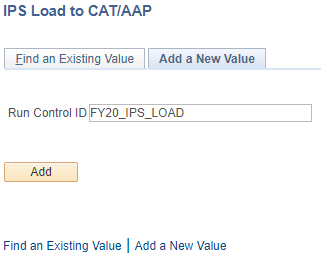 IPS Load to CAT/AAP
Find an Existing Value Add a New Value
Run Control ID FY20_IPS_LOAD
Add
Find an Existing Value | Add a New Value